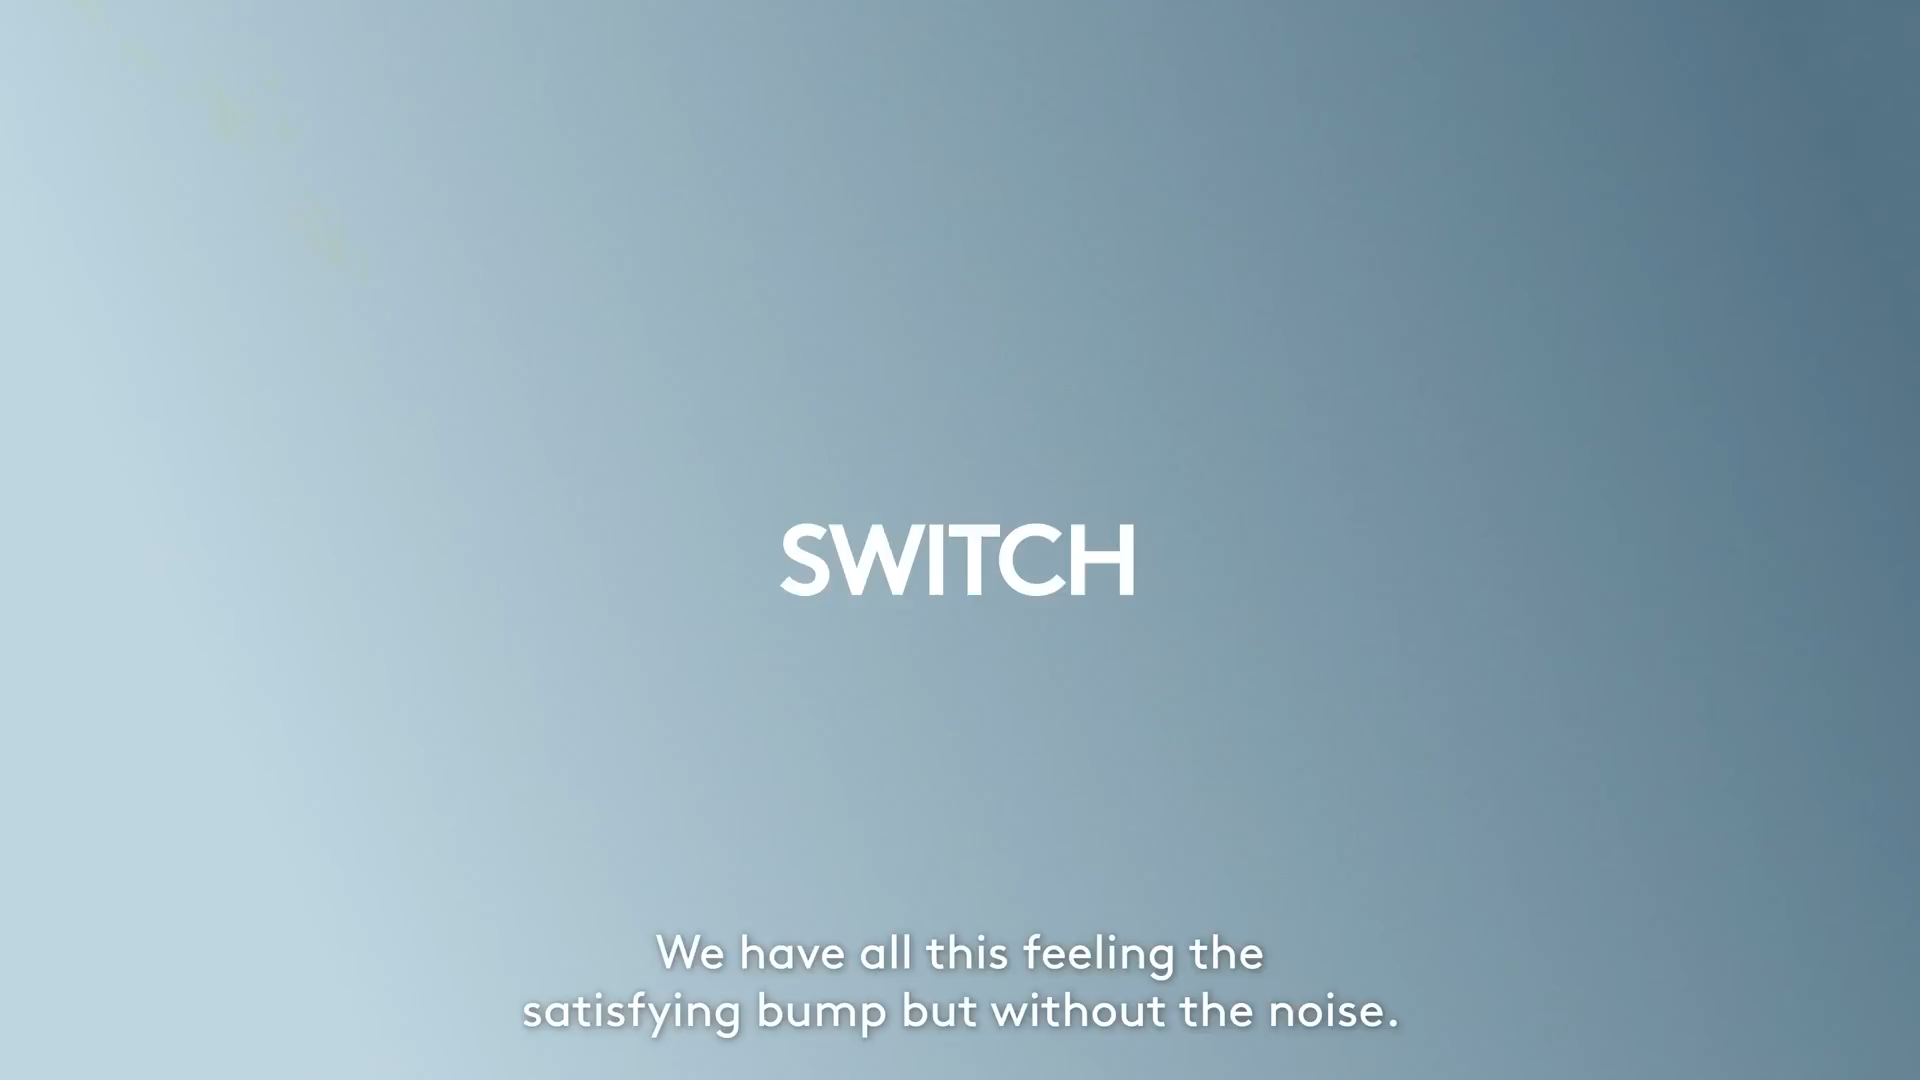 SWITCH
We have all this feeling the
satisfying bump but without the noise.